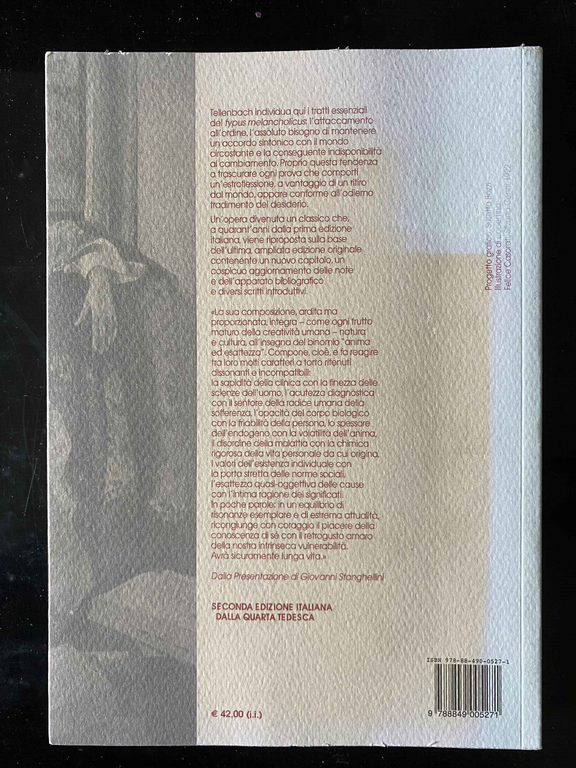 Tellenbach individua qui i tratti essenziali
del typus melancholicus: l'attaccamento
all'ordine, l'assoluto bisogno di mantenere
un accordo sintonico con il mondo
circostante e la conseguente indisponibilità
al cambiamento. Proprio questa tendenza
a trascurare ogni prova che comporti
un'estroflessione, a vantaggio di un ritiro
dal mondo, appare conforme all'odierno
tradimento del desiderio.
Un'opera divenuta un classico che,
a quarant'anni dalla prima edizione
italiana, viene riproposta sulla base
dell'ultima, ampliata edizione originale
contenente un nuovo capitolo, un
cospicuo aggiornamento delle note
e dell'apparato bibliografico
e diversi scritti introduttivi.
«La sua composizione, ardita ma
proporzionata, integra – come ogni frutto
maturo della creatività umana – natura
e cultura, all'insegna del binomio "anima
ed esattezza". Compone, cioè, e fa reagire
tra loro molti caratteri a torto ritenuti
dissonanti e incompatibili:
la sapidità della clinica con la finezza delle
scienze dell'uomo, l'acutezza diagnostica
con il sentore della radice umana della
sofferenza, l'opacità del corpo biologico
con la friabilità della persona, lo spessore
dell'endogeno con la volatilità dell'anima,
il disordine della malattia con la chimica
rigorosa della vita personale da cui origina,
i valori dell'esistenza individuale con
la porta stretta delle norme sociali,
l'esattezza quasi-oggettiva delle cause
con l'intima ragione dei significati.
In poche parole: in un equilibrio di
risonanze esemplare e di estrema attualità,
ricongiunge con coraggio il piacere della
conoscenza di sé con il retrogusto amaro
della nostra intrinseca vulnerabilità.
Avrà sicuramente lunga vita.»
Dalla Presentazione di Giovanni Stanghellini
SECONDA EDIZIONE ITALIANA
DALLA QUARTA TEDESCA
€ 42,00 (i.i.)
Progetto
Illustrazione di
Felice
ISBN 978-88-490-0527-1
9 788849 005271